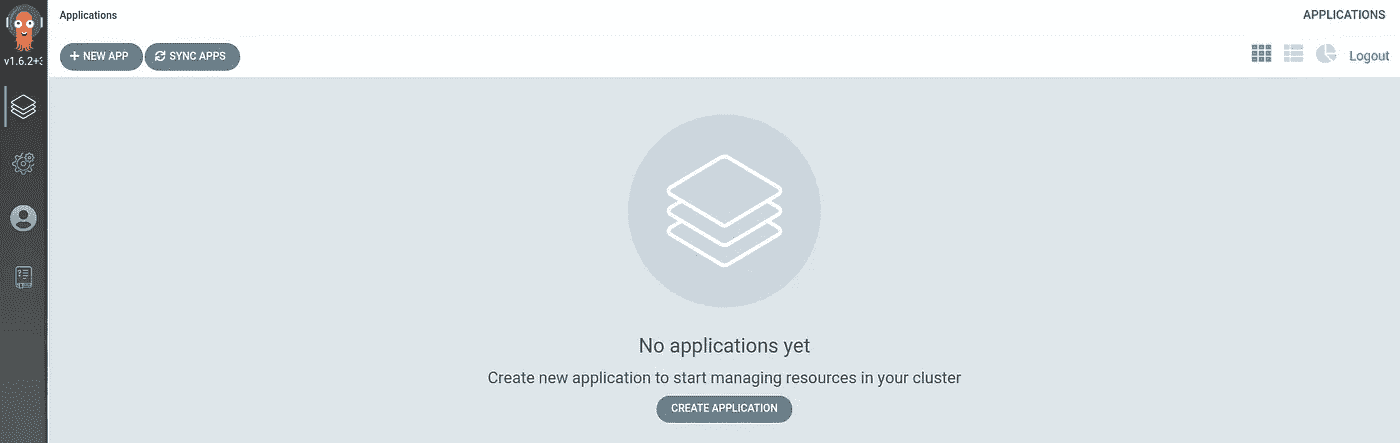 Applications
APPLICATIONS
NEW APP
SYNC APPS
Logout
v1.6.2+3
No applications yet
Create new application to start managing resources in your cluster
CREATE APPLICATION